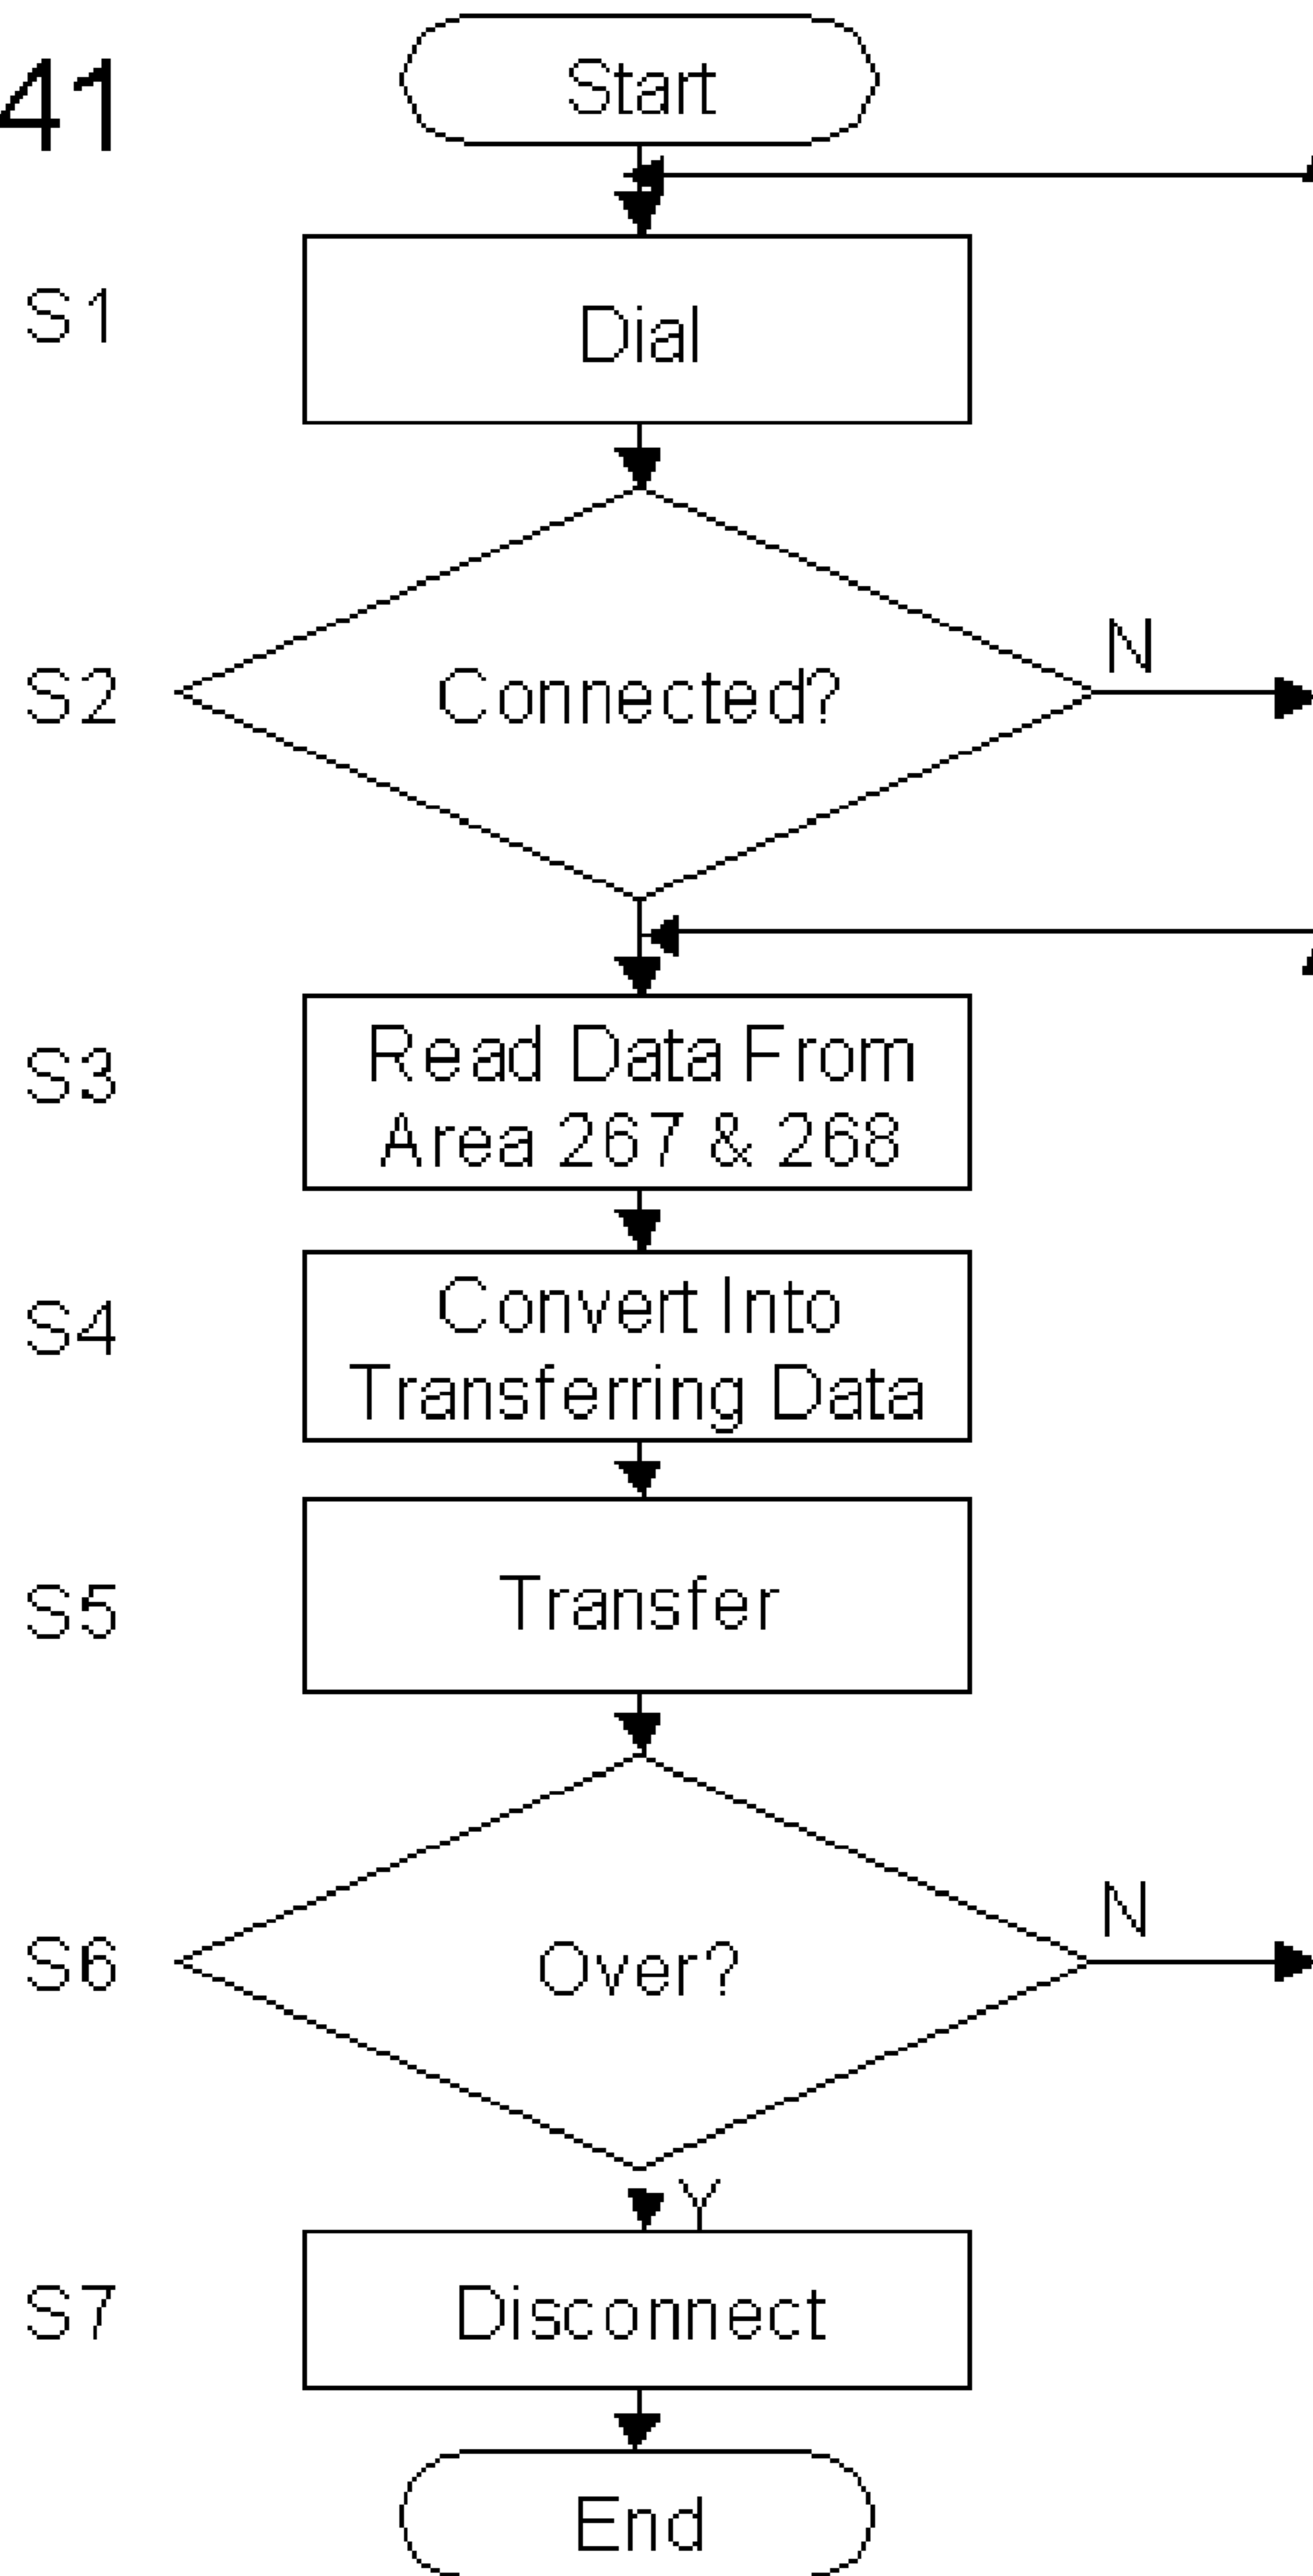 41
Start
S1
Dial
S2
Connected?
N
S3
Read Data From
Area 267 & 268
S4
Convert Into
Transferring Data
S5
Transfer
S6
Over?
N
Y
S7
Disconnect
End